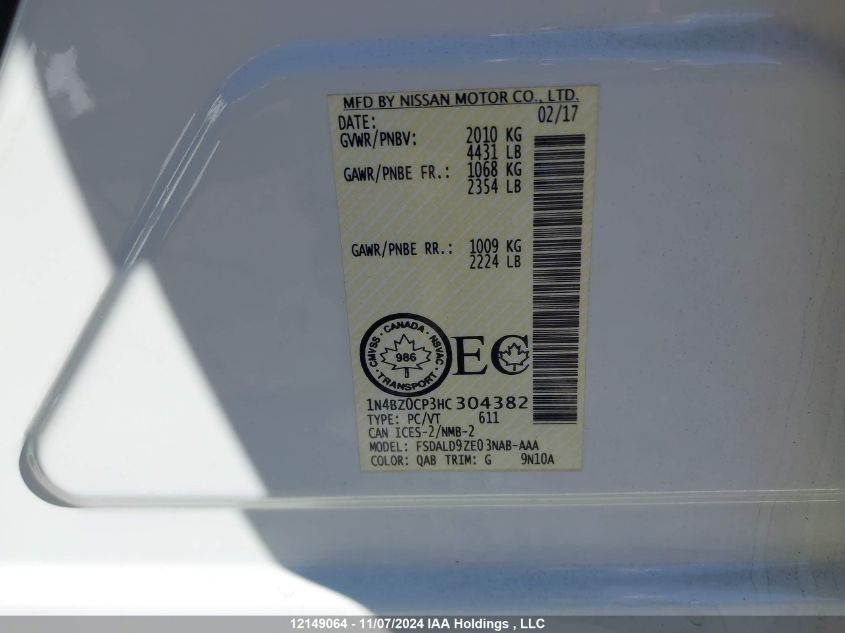 MFD BY NISSAN MOTOR CO., LTD.
DATE: 02/17
GVWR/PNBV: 2010 KG
4431 LB
GAWR/PNBE FR.: 1068 KG
2354 LB
GAWR/PNBE RR.: 1009 KG
2224 LB
CMVSS · CANADA · NSVAC · TRANSPORT ·
986
EC
1N4BZ0CP3HC 304382
TYPE: PC/VT 611
CAN ICES-2/NMB-2
MODEL: FSDALD9ZE03NAB-AAA
COLOR: QAB TRIM: G 9N10A
12149064 - 11/07/2024 IAA Holdings , LLC